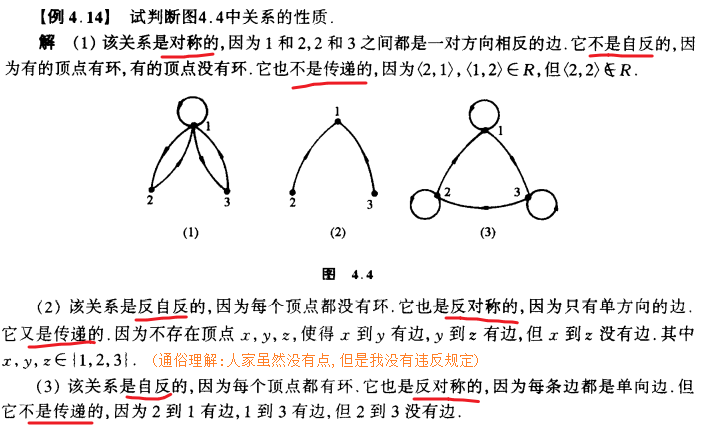 【例 4.14】 试判断图4.4中关系的性质.
解 (1) 该关系是对称的,因为 1 和 2,2 和 3 之间都是一对方向相反的边.它不是自反的,因
为有的顶点有环,有的顶点没有环.它也不是传递的,因为⟨2,1⟩,⟨1,2⟩∈R,但⟨2,2⟩∉R.
1
2
3
(1)
1
2
3
(2)
1
2
3
(3)
图 4.4
(2) 该关系是反自反的,因为每个顶点都没有环.它也是反对称的,因为只有单方向的边.
它又是传递的.因为不存在顶点 x,y,z,使得 x 到 y 有边,y 到 z 有边,但 x 到 z 没有边.其中
x,y,z∈{1,2,3}. (通俗理解:人家虽然没有点,但是我没有违反规定)
(3) 该关系是自反的,因为每个顶点都有环.它也是反对称的,因为每条边都是单向边.但
它不是传递的,因为 2 到 1 有边,1 到 3 有边,但 2 到 3 没有边.